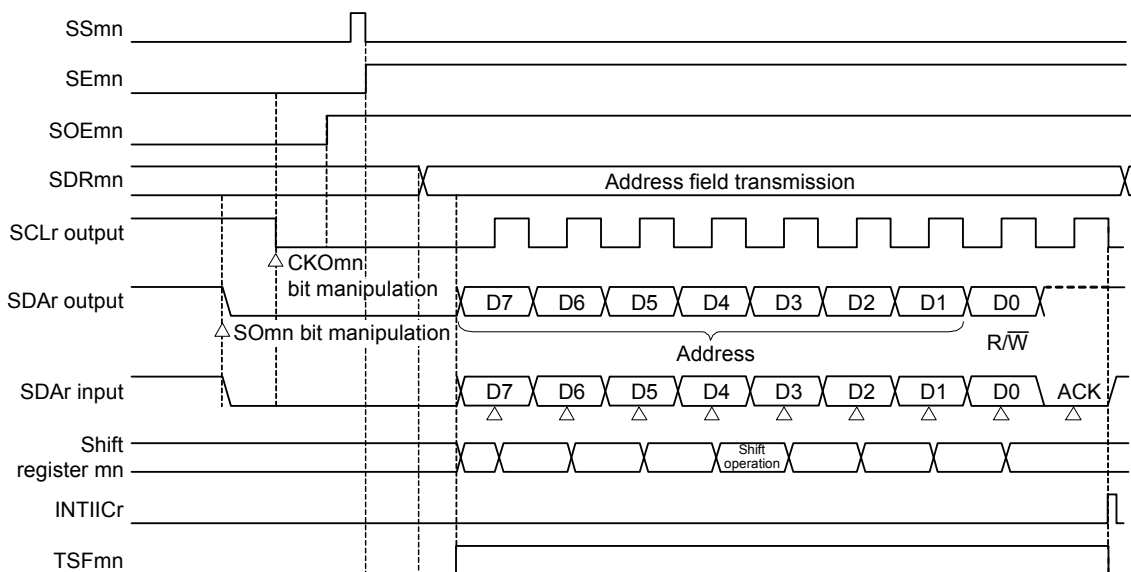 SSmn
SEmn
SOEmn
SDRmn
Address field transmission
SCLr output
CKOmn
bit manipulation
SDAr output
D7 D6 D5 D4 D3 D2 D1 D0
SOmn bit manipulation
Address
R/W̅
SDAr input
D7 D6 D5 D4 D3 D2 D1 D0 ACK
Shift
register mn
Shift
operation
INTIICr
TSFmn